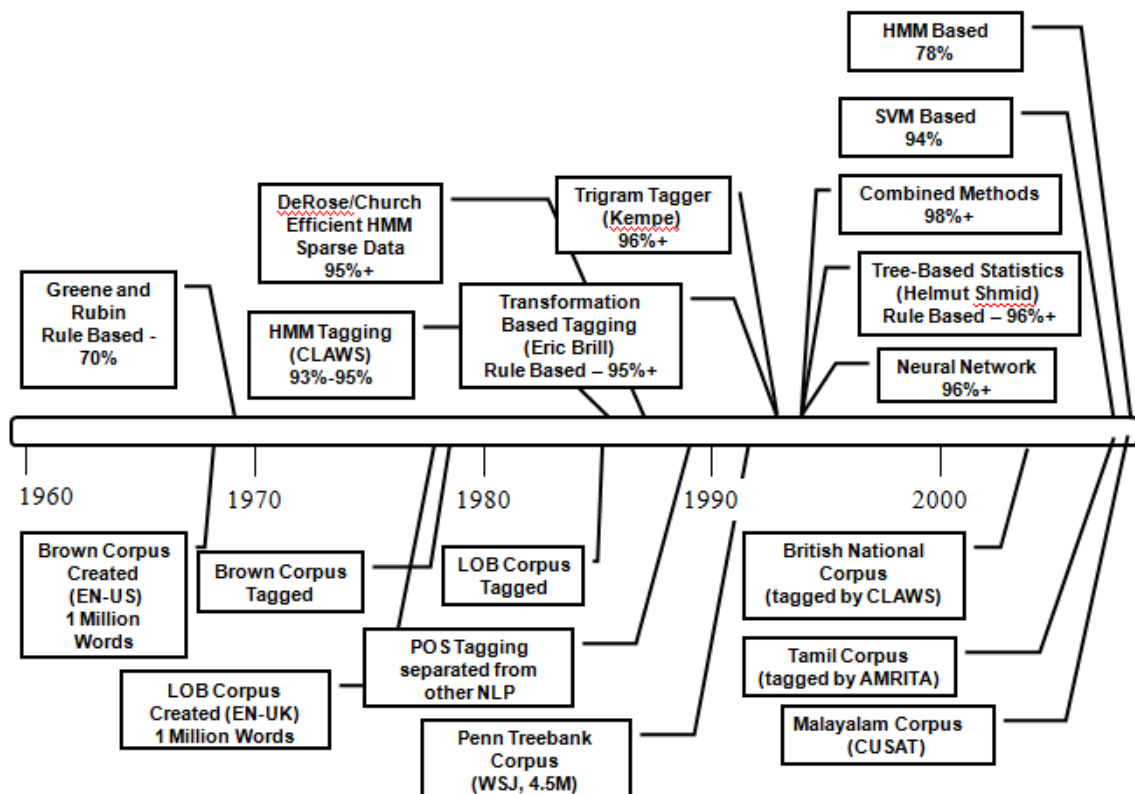 HMM Based
78%
SVM Based
94%
DeRose/Church
Efficient HMM
Sparse Data
95%+
Trigram Tagger
(Kempe)
96%+
Combined Methods
98%+
Greene and
Rubin
Rule Based -
70%
HMM Tagging
(CLAWS)
93%-95%
Transformation
Based Tagging
(Eric Brill)
Rule Based – 95%+
Tree-Based Statistics
(Helmut Shmid)
Rule Based – 96%+
Neural Network
96%+
1960
1970
1980
1990
2000
Brown Corpus
Created
(EN-US)
1 Million
Words
Brown Corpus
Tagged
LOB Corpus
Tagged
British National
Corpus
(tagged by CLAWS)
POS Tagging
separated from
other NLP
Tamil Corpus
(tagged by AMRITA)
LOB Corpus
Created (EN-UK)
1 Million Words
Penn Treebank
Corpus
(WSJ, 4.5M)
Malayalam Corpus
(CUSAT)